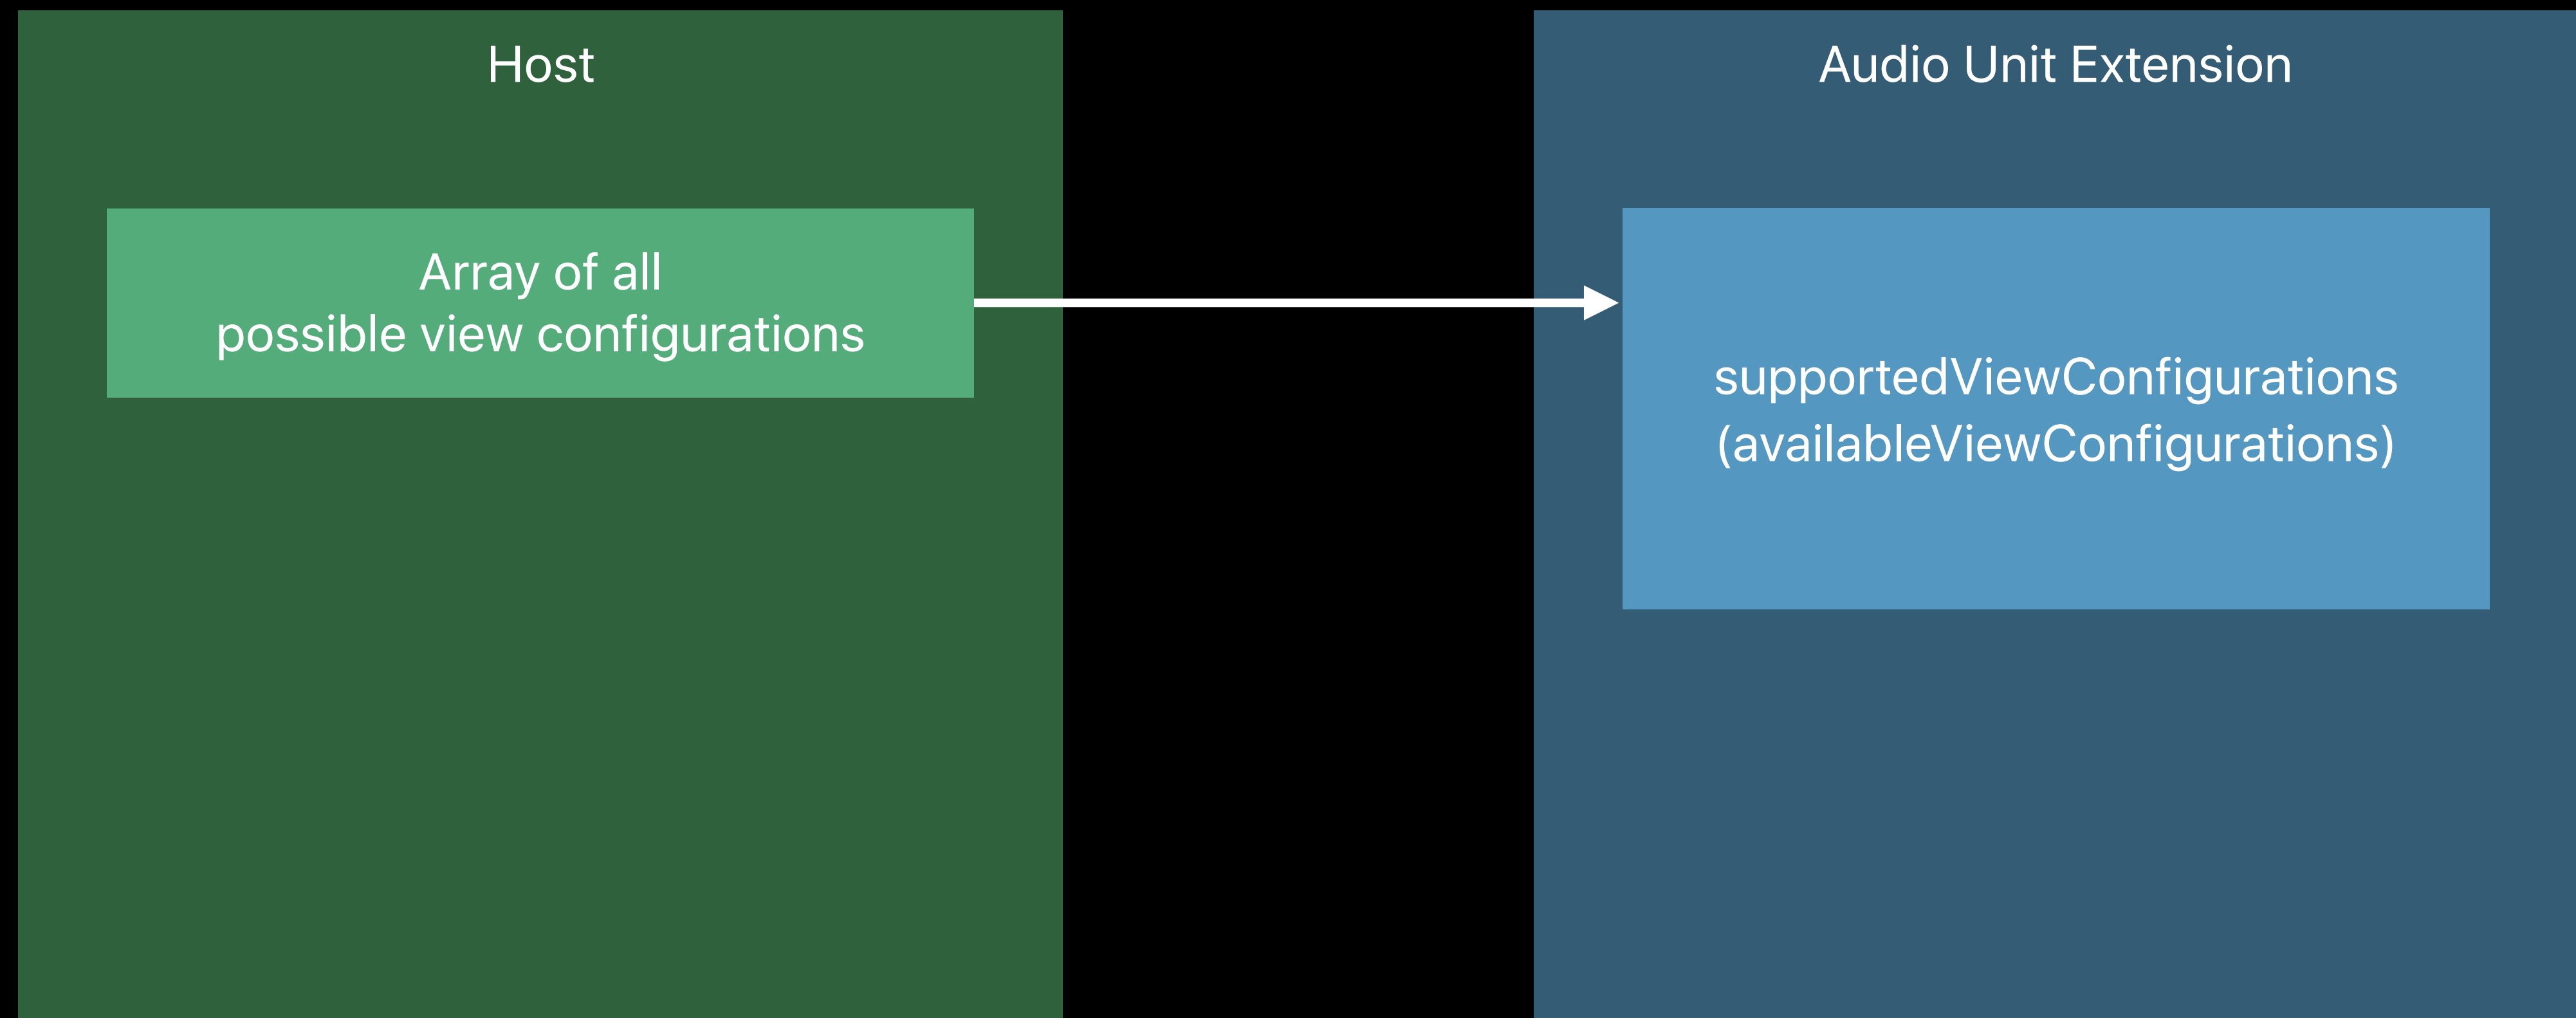 Host
Array of all
possible view configurations
Audio Unit Extension
supportedViewConfigurations
(availableViewConfigurations)